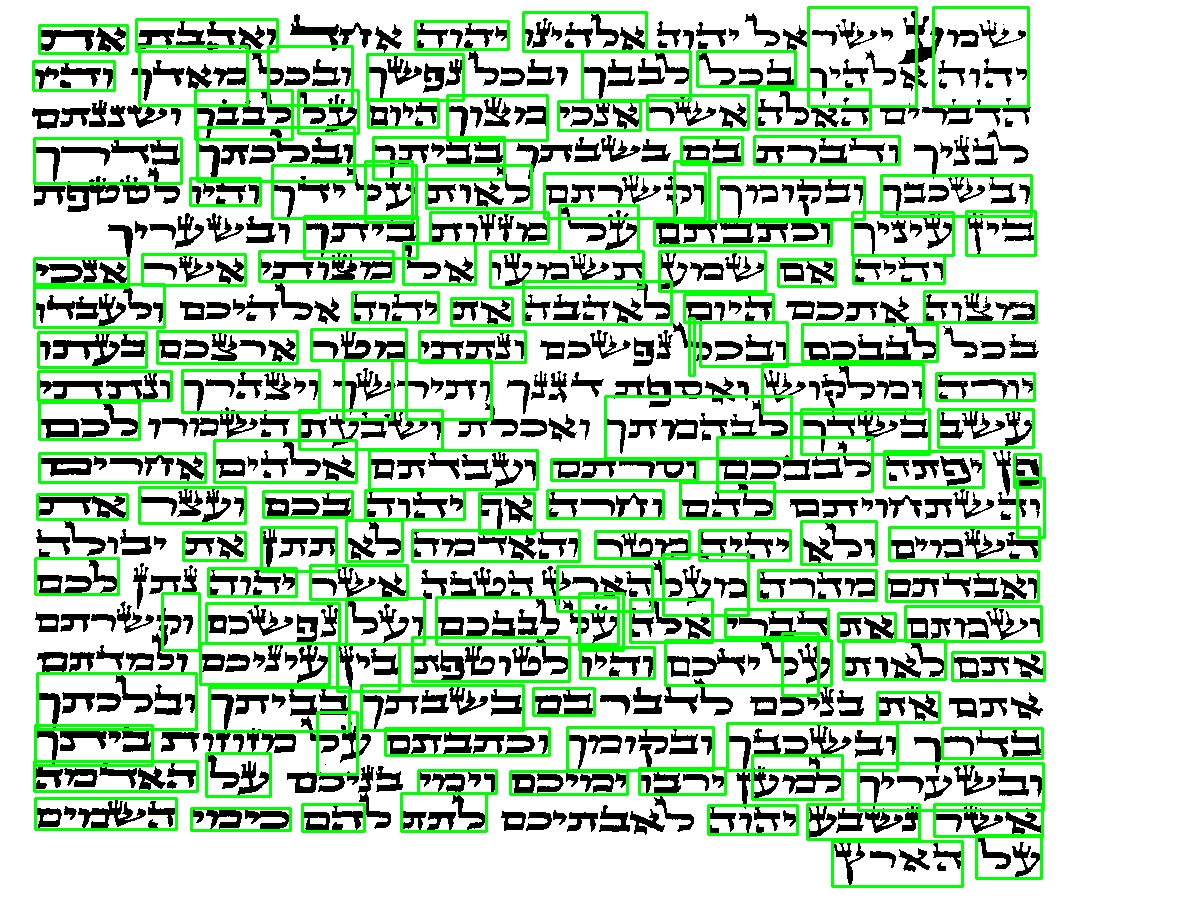 שמע ישראל יהוה אלהינו יהוה אחד ואהבת את
יהוה אלהיך בכל לבבך ובכל נפשך ובכל מאדך והיו
הדברים האלה אשר אנכי מצוך היום על לבבך ושננתם
לבניך ודברת בם בשבתך בביתך ובלכתך בדרך
ובשכבך ובקומך וקשרתם לאות על ידך והיו לטטפת
בין עיניך וכתבתם על מזזות ביתך ובשעריך
והיה אם שמע תשמעו אל מצותי אשר אנכי
מצוה אתכם היום לאהבה את יהוה אלהיכם ולעבדו
בכל לבבכם ובכל נפשכם ונתתי מטר ארצכם בעתו
יורה ומלקוש ואספת דגנך ותירשך ויצהרך ונתתי
עשב בשדך לבהמתך ואכלת ושבעת השמרו לכם
פן יפתה לבבכם וסרתם ועבדתם אלהים אחרים
והשתחויתם להם וחרה אף יהוה בכם ועצר את
השמים ולא יהיה מטר והאדמה לא תתן את יבולה
ואבדתם מהרה מעל הארץ הטבה אשר יהוה נתן לכם
ושמתם את דברי אלה על לבבכם ועל נפשכם וקשרתם
אתם לאות על ידכם והיו לטוטפת בין עיניכם ולמדתם
אתם את בניכם לדבר בם בשבתך בביתך ובלכתך
בדרך ובשכבך ובקומך וכתבתם על מזוזות ביתך
ובשעריך למען ירבו ימיכם וימי בניכם על האדמה
אשר נשבע יהוה לאבתיכם לתת להם כימי השמים
על הארץ